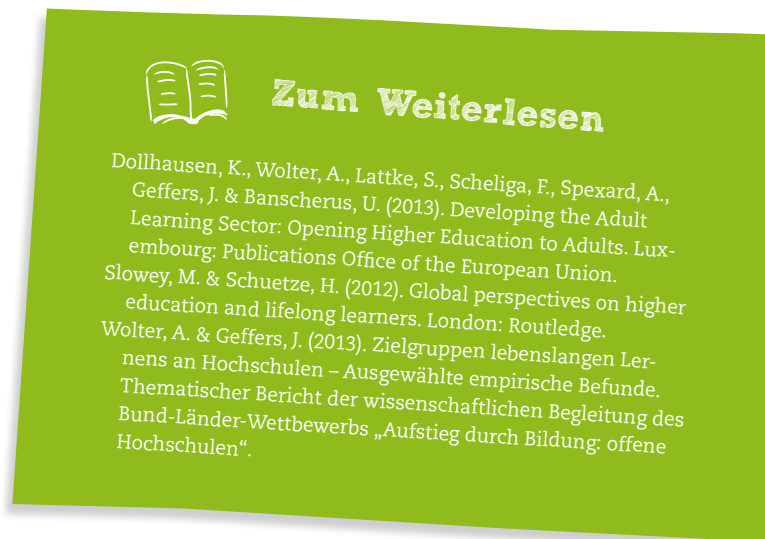 Zum Weiterlesen
Dollhausen, K., Wolter, A., Lattke, S., Scheliga, F., Spexard, A.,
Geffers, J. & Banscherus, U. (2013). Developing the Adult
Learning Sector: Opening Higher Education to Adults. Lux-
embourg: Publications Office of the European Union.
Slowey, M. & Schuetze, H. (2012). Global perspectives on higher
education and lifelong learners. London: Routledge.
Wolter, A. & Geffers, J. (2013). Zielgruppen lebenslangen Ler-
nens an Hochschulen – Ausgewählte empirische Befunde.
Thematischer Bericht der wissenschaftlichen Begleitung des
Bund-Länder-Wettbewerbs „Aufstieg durch Bildung: offene
Hochschulen“.